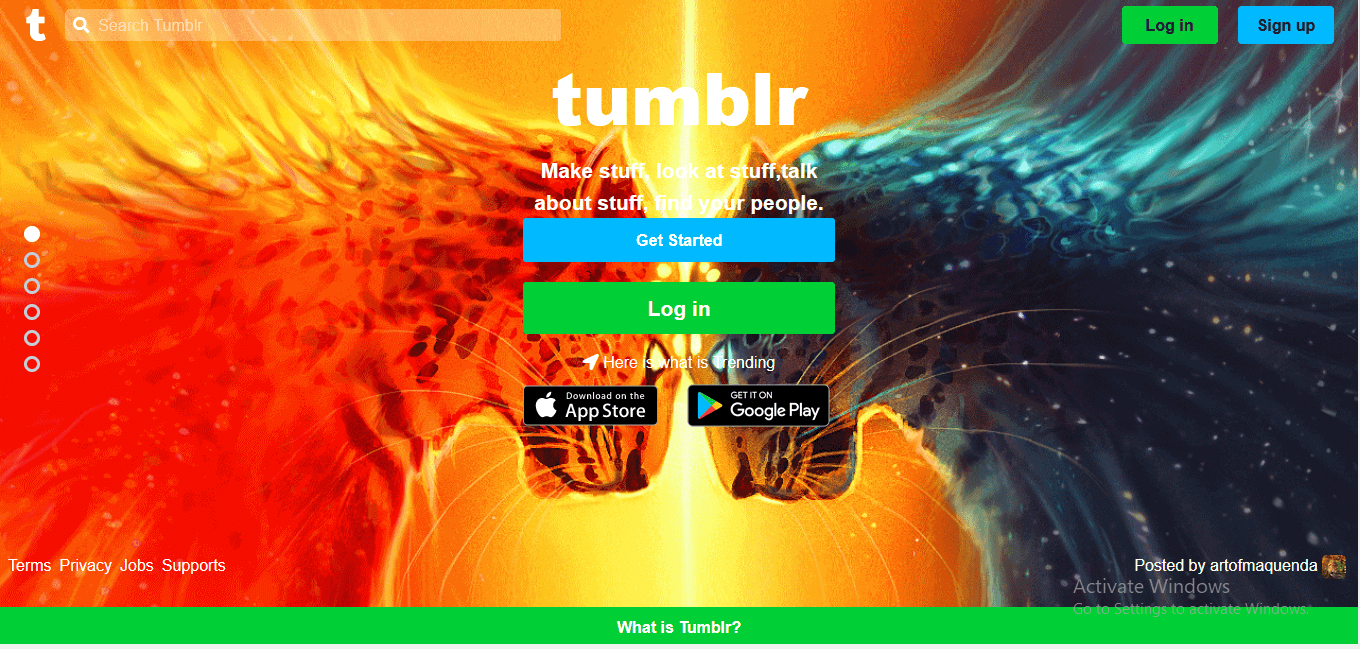 t
Search Tumblr
Log in
Sign up
tumblr
Make stuff, look at stuff,talk
about stuff, find your people.
Get Started
Log in
Here is what is Trending
Download on the
App Store
GET IT ON
Google Play
Terms Privacy Jobs Supports
Posted by artofmaquenda
Activate Windows
Go to Settings to activate Windows.
What is Tumblr?